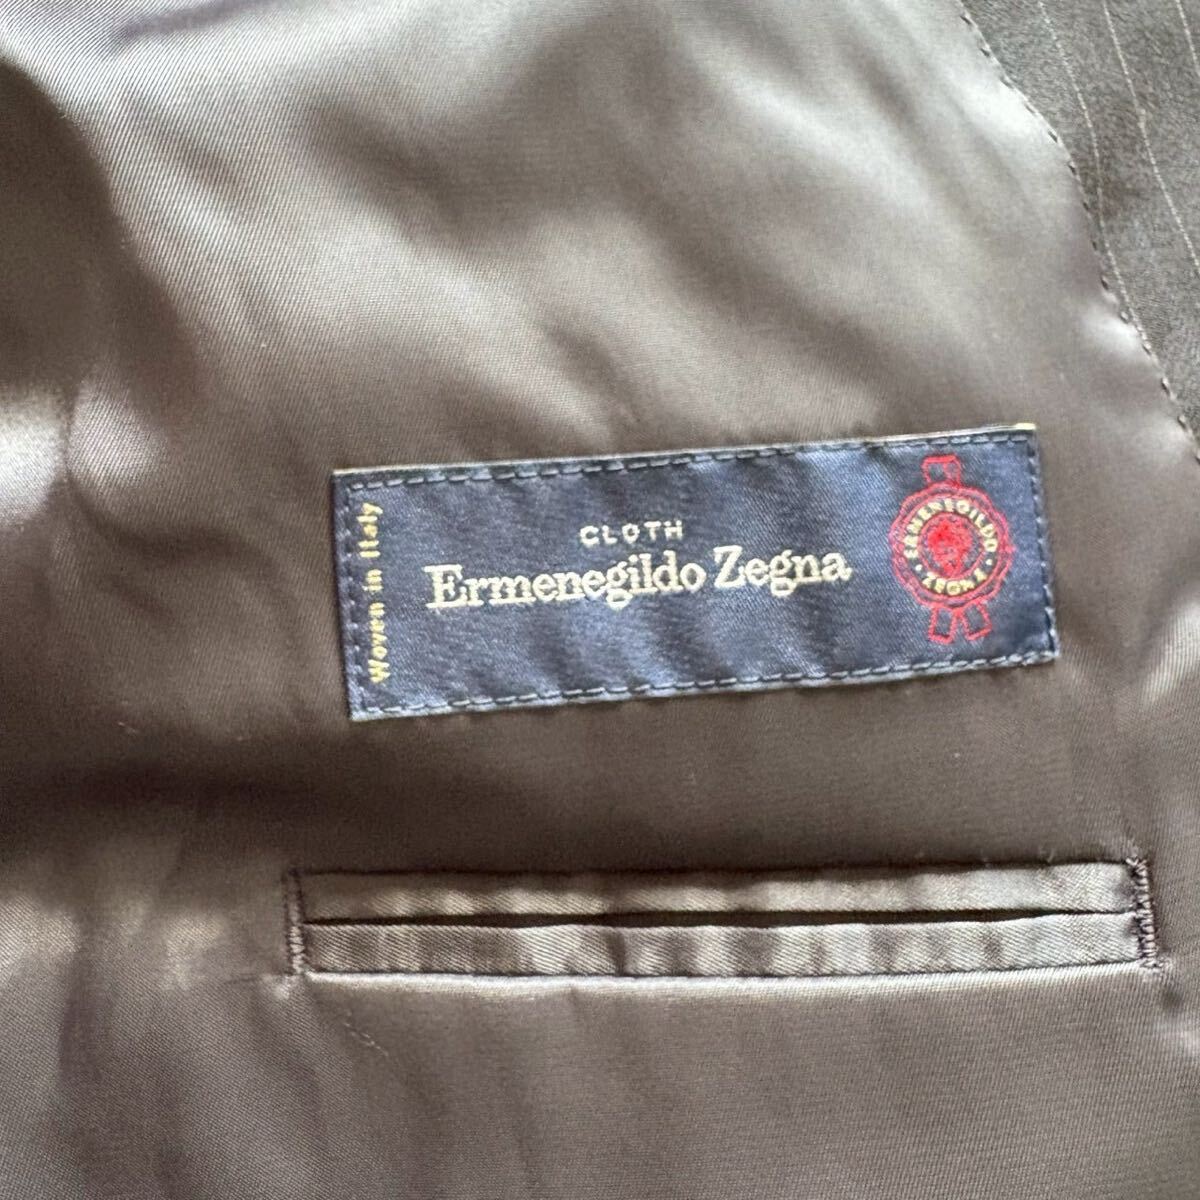 Woven in Italy
CLOTH
Ermenegildo Zegna
ERMENEGILDO
ZEGNA